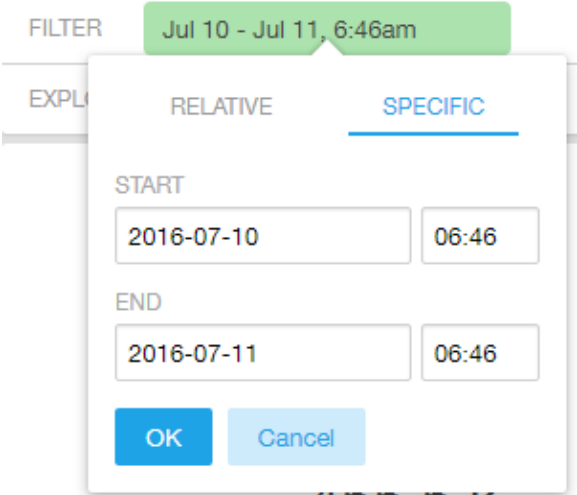 FILTER Jul 10 - Jul 11, 6:46am
EXPL
RELATIVE SPECIFIC
START
2016-07-10 06:46
END
2016-07-11 06:46
OK Cancel